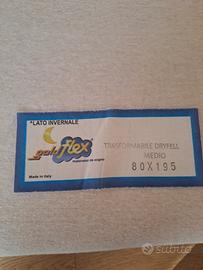 *LATO INVERNALE
goldflex
®
materassi da sogno
Made in Italy
TRASFORMABILE DRYFELL
MEDIO
80X195
subito